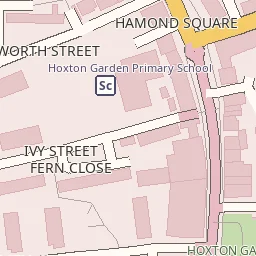 HAMOND SQUARE
WORTH STREET
Hoxton Garden Primary School
Sc
IVY STREET
FERN CLOSE
HOXTON GA